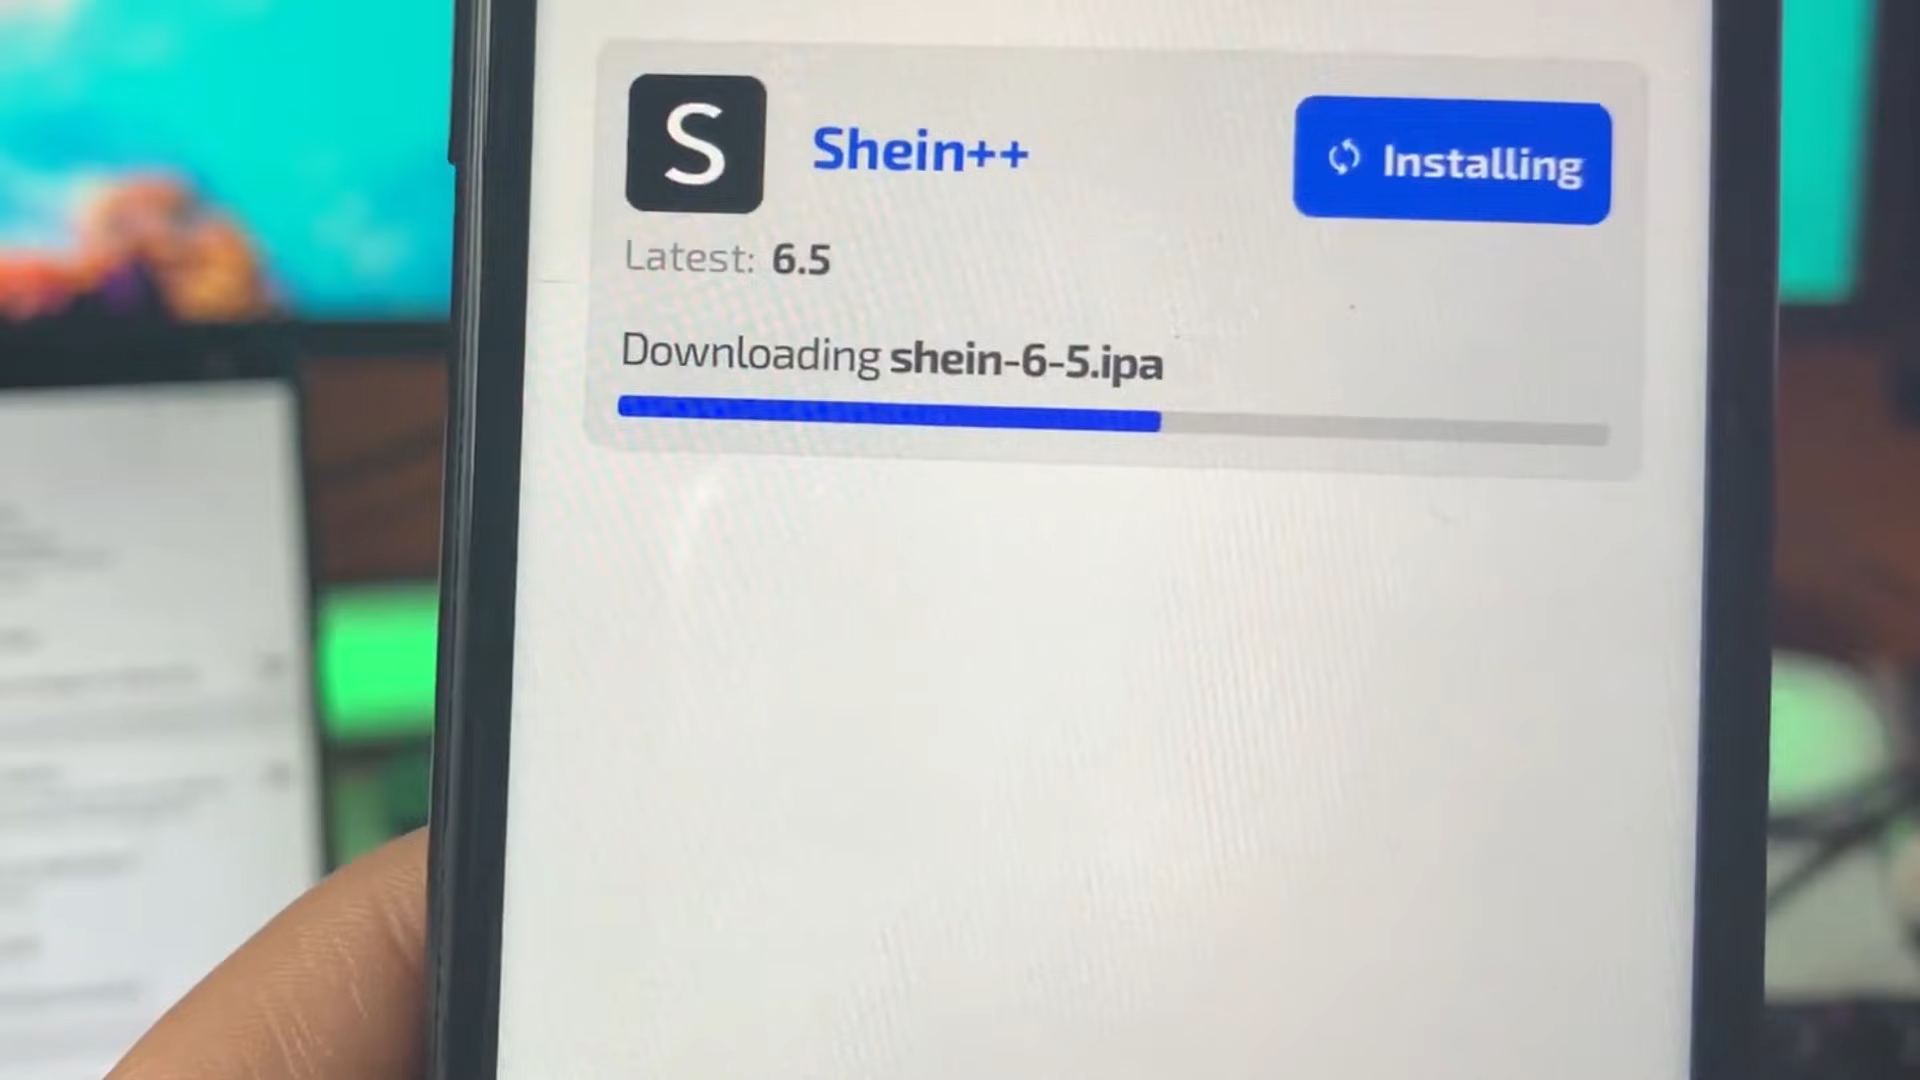 S
Shein++
Installing
Latest: 6.5
Downloading shein-6-5.ipa